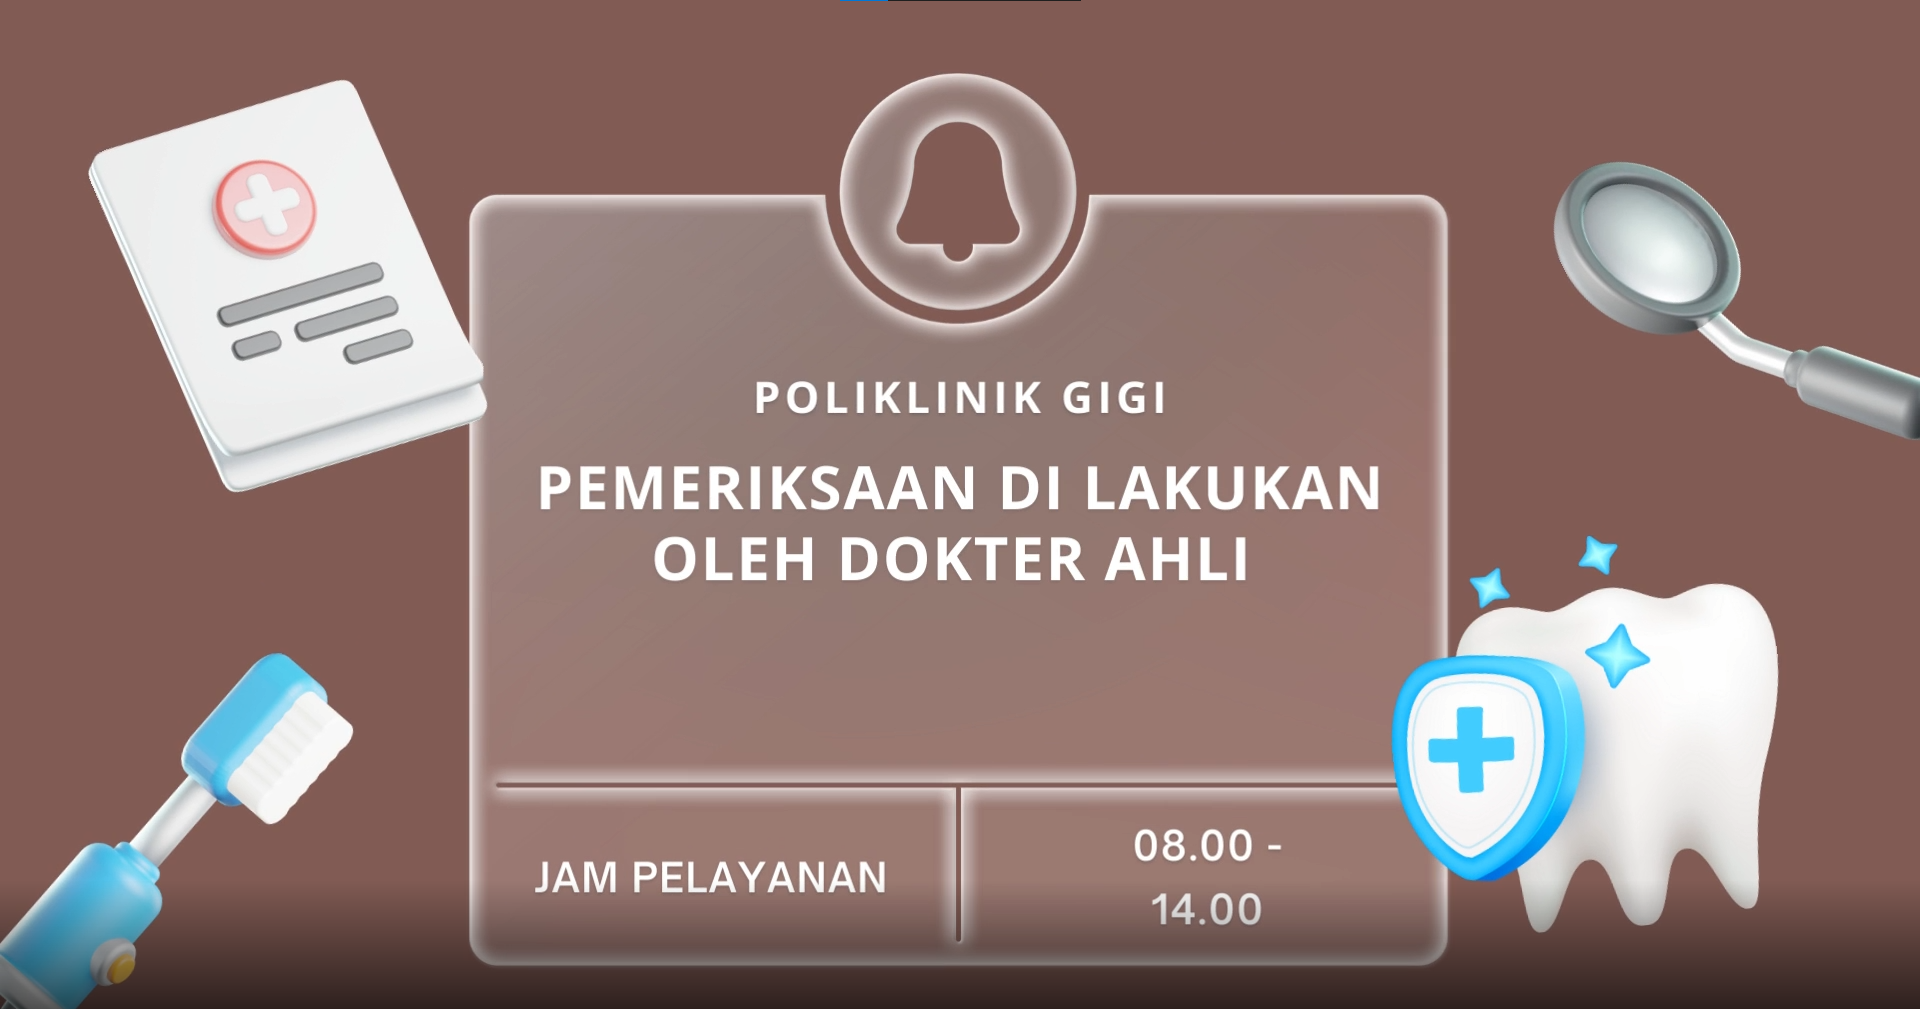 POLIKLINIK GIGI
PEMERIKSAAN DI LAKUKAN
OLEH DOKTER AHLI
JAM PELAYANAN
08.00 -
14.00